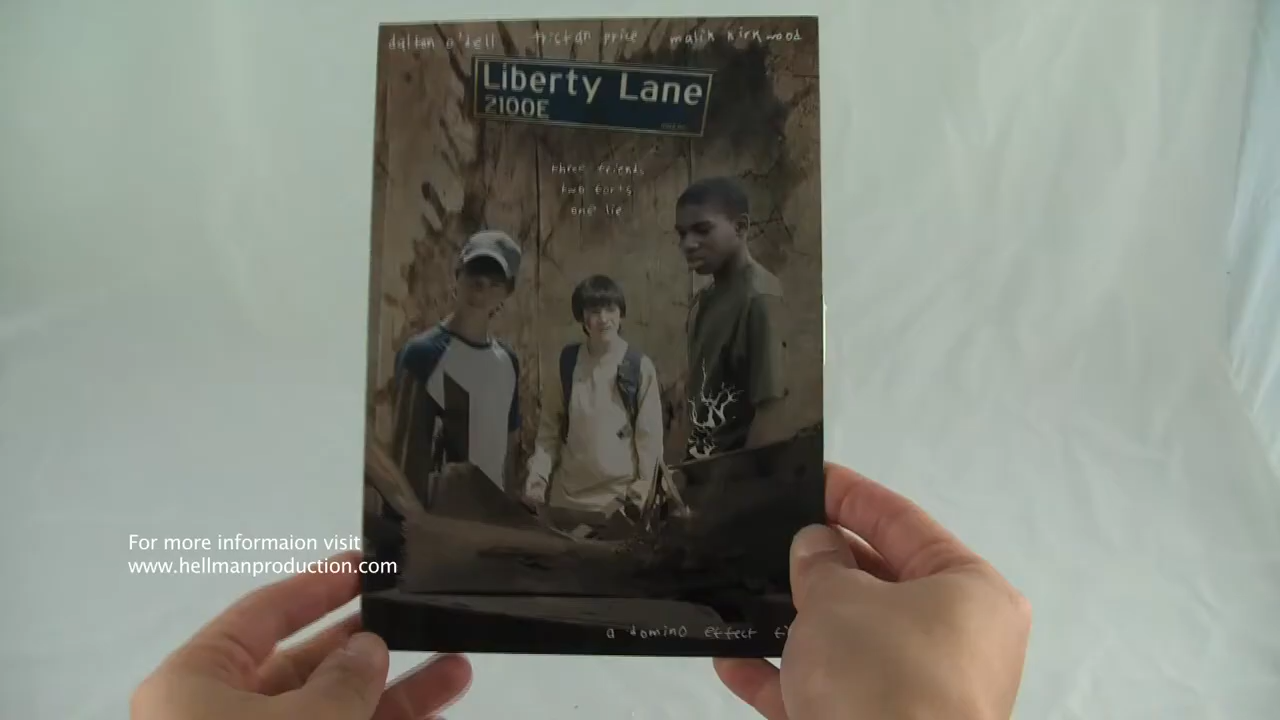 dalton o'dell tristan price malik kirkwood
Liberty Lane
2100E
three friends
two forts
one lie
For more informaion visit
www.hellmanproduction.com
a domino effect